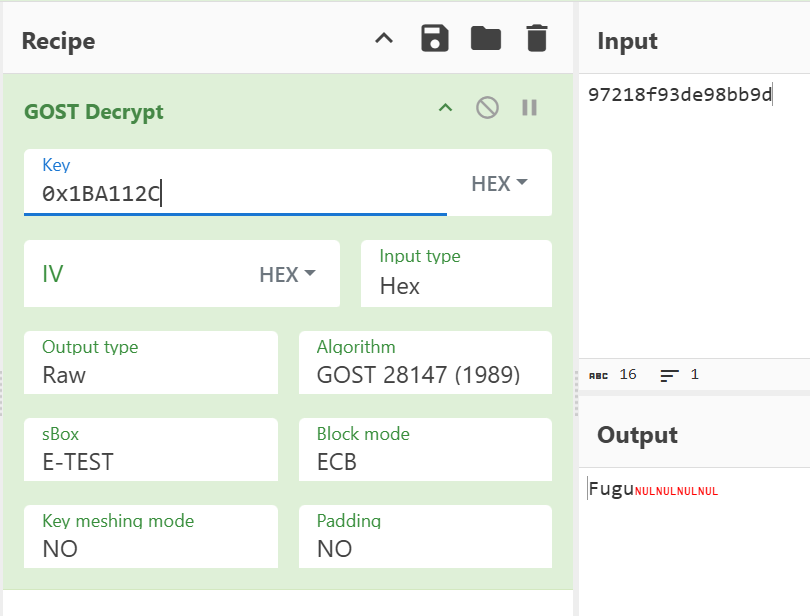 Recipe
GOST Decrypt
Key
0x1BA112C
HEX
IV
HEX
Input type
Hex
Output type
Raw
Algorithm
GOST 28147 (1989)
sBox
E-TEST
Block mode
ECB
Key meshing mode
NO
Padding
NO
Input
97218f93de98bb9d
ABC 16 1
Output
FuguNULNULNULNUL